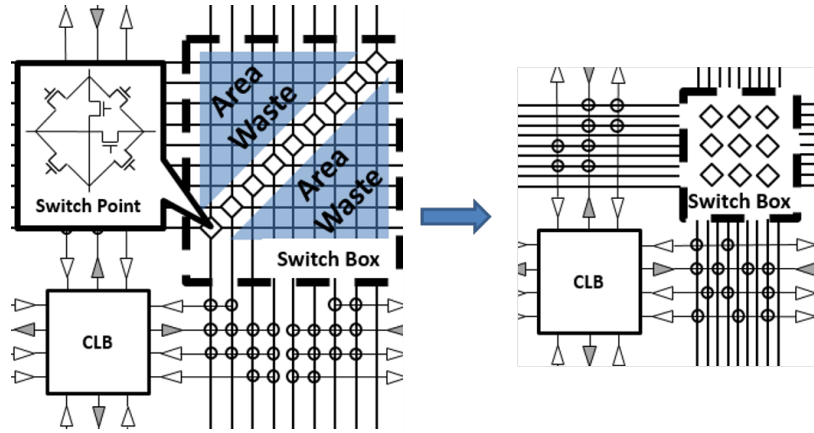 Area
Waste
Area
Waste
Switch Point
Switch Box
CLB
Switch Box
CLB